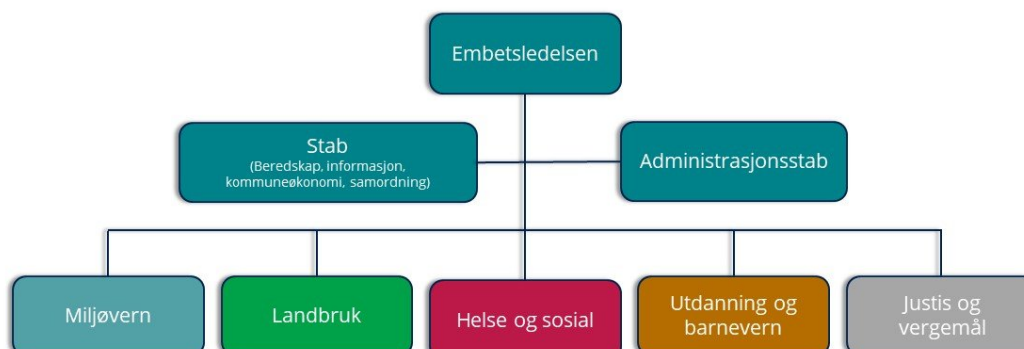 Embetsledelsen
Stab
(Beredskap, informasjon,
kommuneøkonomi, samordning)
Administrasjonsstab
Miljøvern
Landbruk
Helse og sosial
Utdanning og
barnevern
Justis og
vergemål